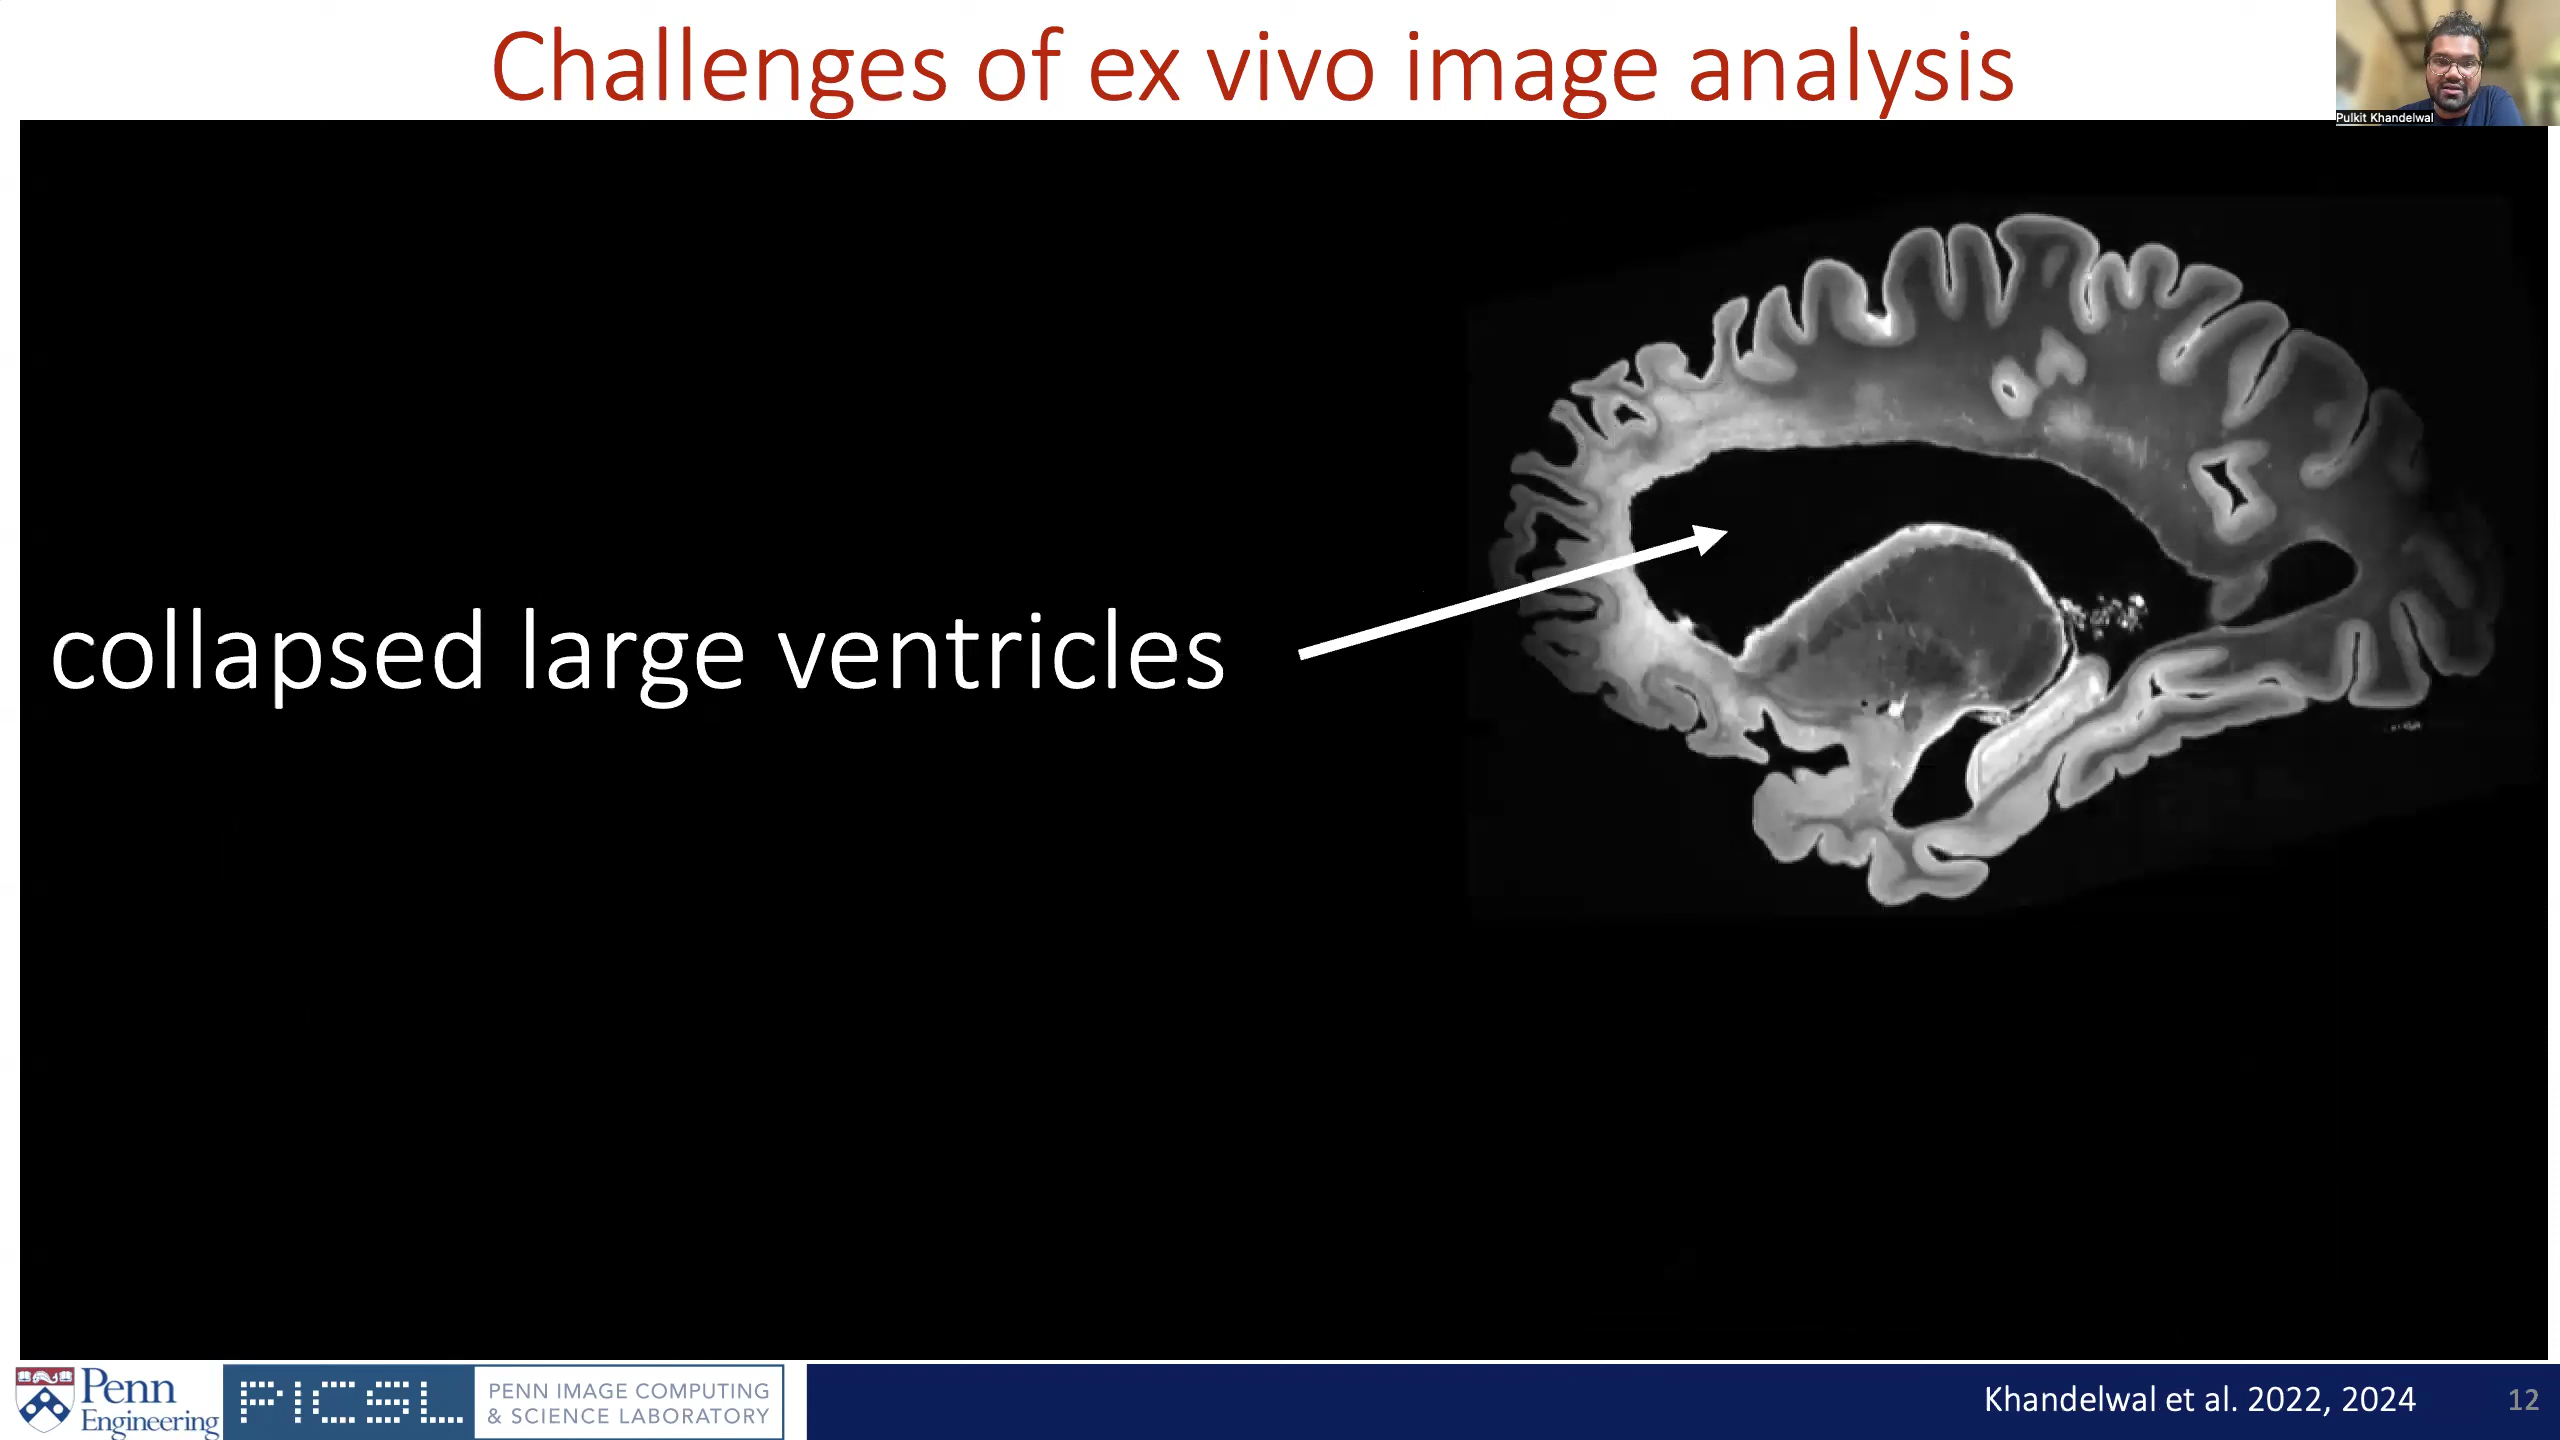 Challenges of ex vivo image analysis
Pulkit Khandelwal
collapsed large ventricles
Penn
Engineering
PICSL
PENN IMAGE COMPUTING
& SCIENCE LABORATORY
Khandelwal et al. 2022, 2024
12